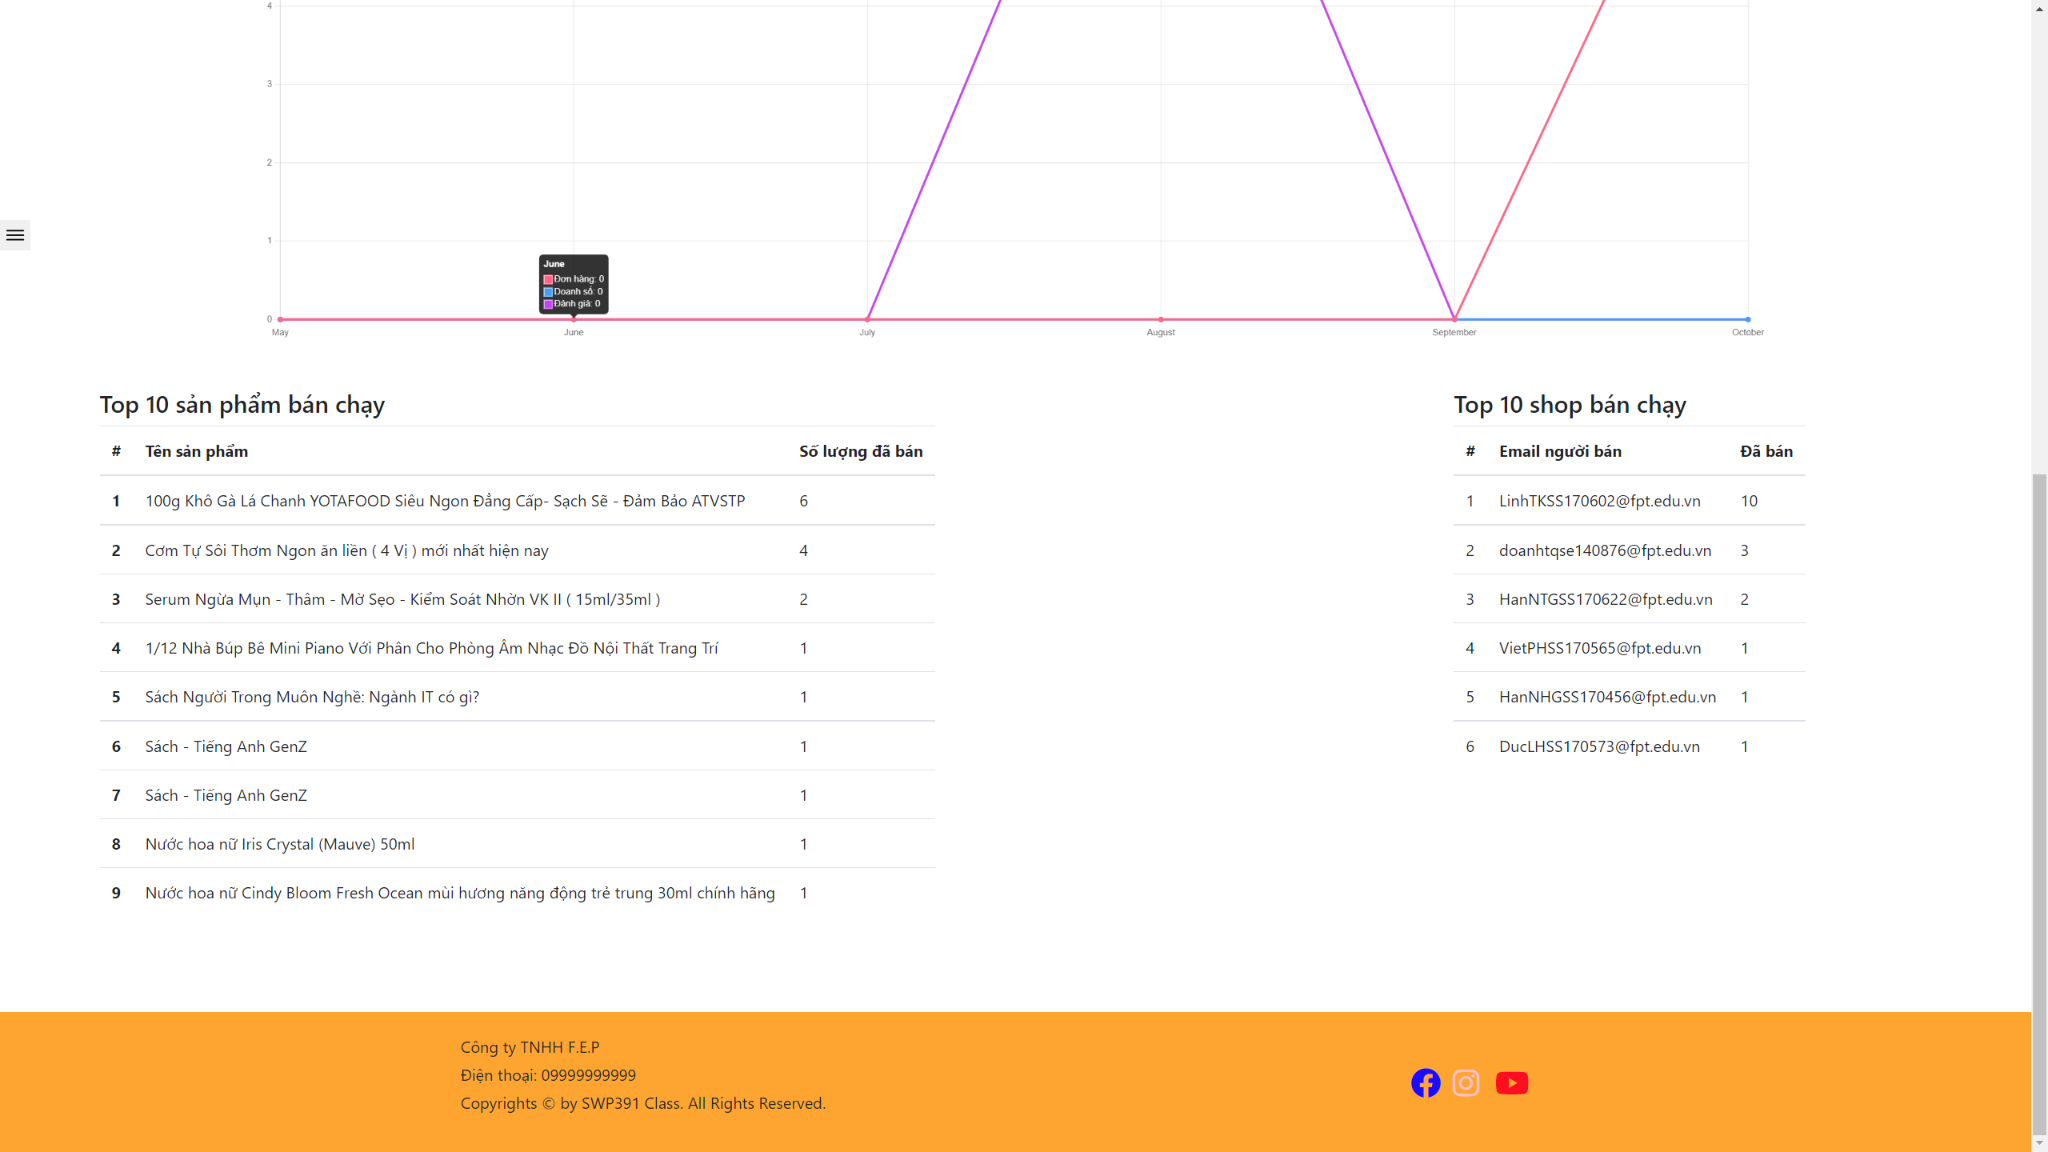 4
3
2
1
0
June
Đơn hàng: 0
Doanh số: 0
Đánh giá: 0
May June July August September October
Top 10 sản phẩm bán chạy
# Tên sản phẩm Số lượng đã bán
1 100g Khô Gà Lá Chanh YOTAFOOD Siêu Ngon Đẳng Cấp- Sạch Sẽ - Đảm Bảo ATVSTP 6
2 Cơm Tự Sôi Thơm Ngon ăn liền ( 4 Vị ) mới nhất hiện nay 4
3 Serum Ngừa Mụn - Thâm - Mờ Sẹo - Kiểm Soát Nhờn VK II ( 15ml/35ml ) 2
4 1/12 Nhà Búp Bê Mini Piano Với Phân Cho Phòng Âm Nhạc Đồ Nội Thất Trang Trí 1
5 Sách Người Trong Muôn Nghề: Ngành IT có gì? 1
6 Sách - Tiếng Anh GenZ 1
7 Sách - Tiếng Anh GenZ 1
8 Nước hoa nữ Iris Crystal (Mauve) 50ml 1
9 Nước hoa nữ Cindy Bloom Fresh Ocean mùi hương năng động trẻ trung 30ml chính hãng 1
Top 10 shop bán chạy
# Email người bán Đã bán
1 LinhTKSS170602@fpt.edu.vn 10
2 doanhtqse140876@fpt.edu.vn 3
3 HanNTGSS170622@fpt.edu.vn 2
4 VietPHSS170565@fpt.edu.vn 1
5 HanNHGSS170456@fpt.edu.vn 1
6 DucLHSS170573@fpt.edu.vn 1
Công ty TNHH F.E.P
Điện thoại: 09999999999
Copyrights © by SWP391 Class. All Rights Reserved.